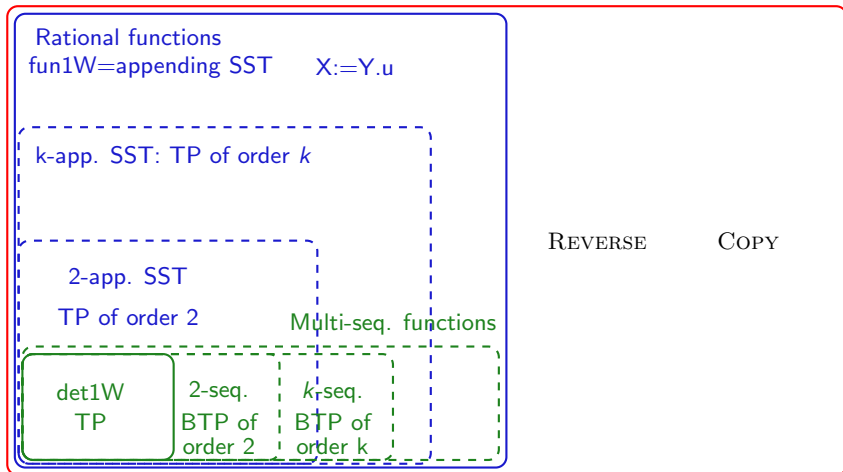 Rational functions
fun1W=appending SST X:=Y.u
k-app. SST: TP of order k
REVERSE COPY
2-app. SST
TP of order 2
Multi-seq. functions
det1W
TP
2-seq.
BTP of
order 2
k-seq.
BTP of
order k